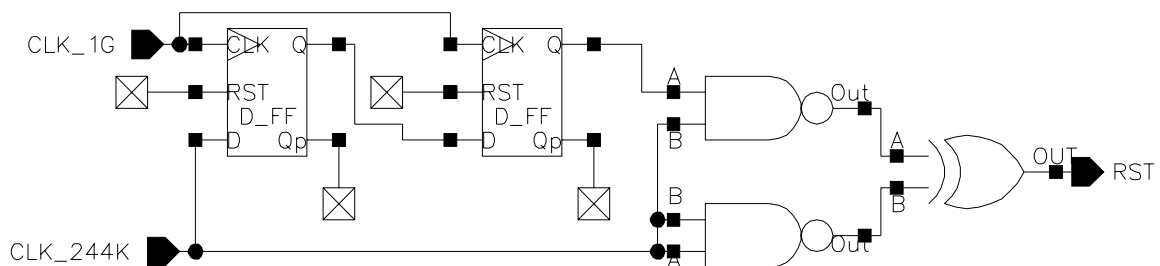 CLK_1G
CLK Q
RST
D_FF
D Qp
CLK Q
RST
D_FF
D Qp
A
B
Out
B
A
Out
A
B
OUT
RST
CLK_244K